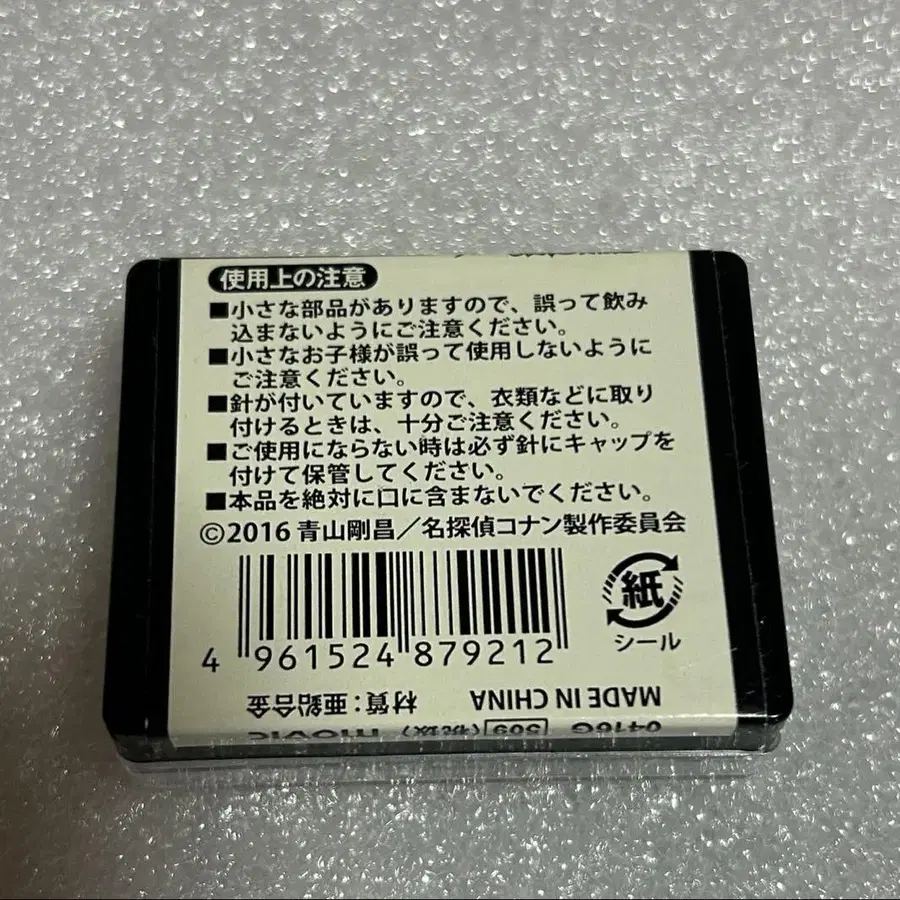 使用上の注意
■小さな部品がありますので、誤って飲み
込まないようにご注意ください。
■小さなお子様が誤って使用しないように
ご注意ください。
■針が付いていますので、衣類などに取り
付けるときは、十分ご注意ください。
■ご使用にならない時は必ず針にキャップを
付けて保管してください。
■本品を絶対に口に含まないでください。
©2016 青山剛昌／名探偵コナン製作委員会
紙
シール
4 961524 879212
MADE IN CHINA 材質：亜鉛合金
0416G 509 (税抜) movic